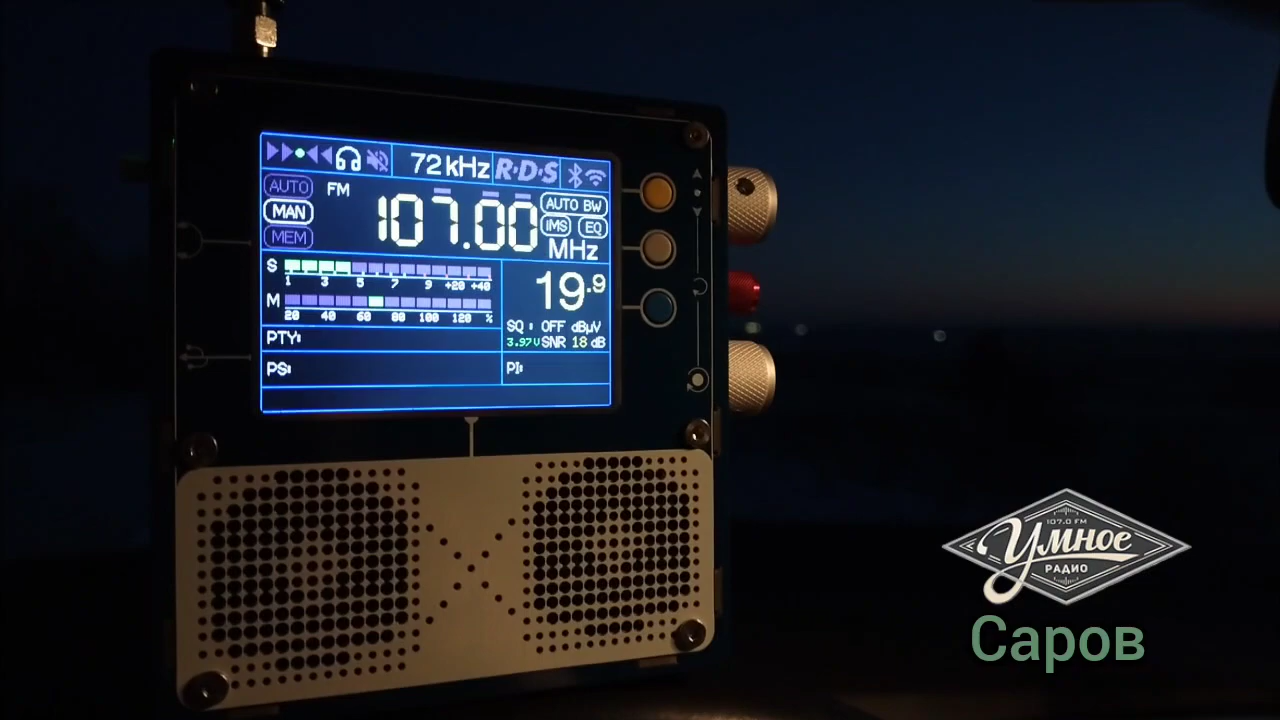 72 kHz R·D·S
AUTO FM
MAN 107.00 AUTO BW
iMS EQ
MEM MHz
S
1 3 5 7 9 +20 +40
19.9
M
20 40 60 80 100 120 %
SQ: OFF dBµV
3.97V SNR 18 dB
PTY:
PS: PI:
107.0 FM
Умное
РАДИО
Саров